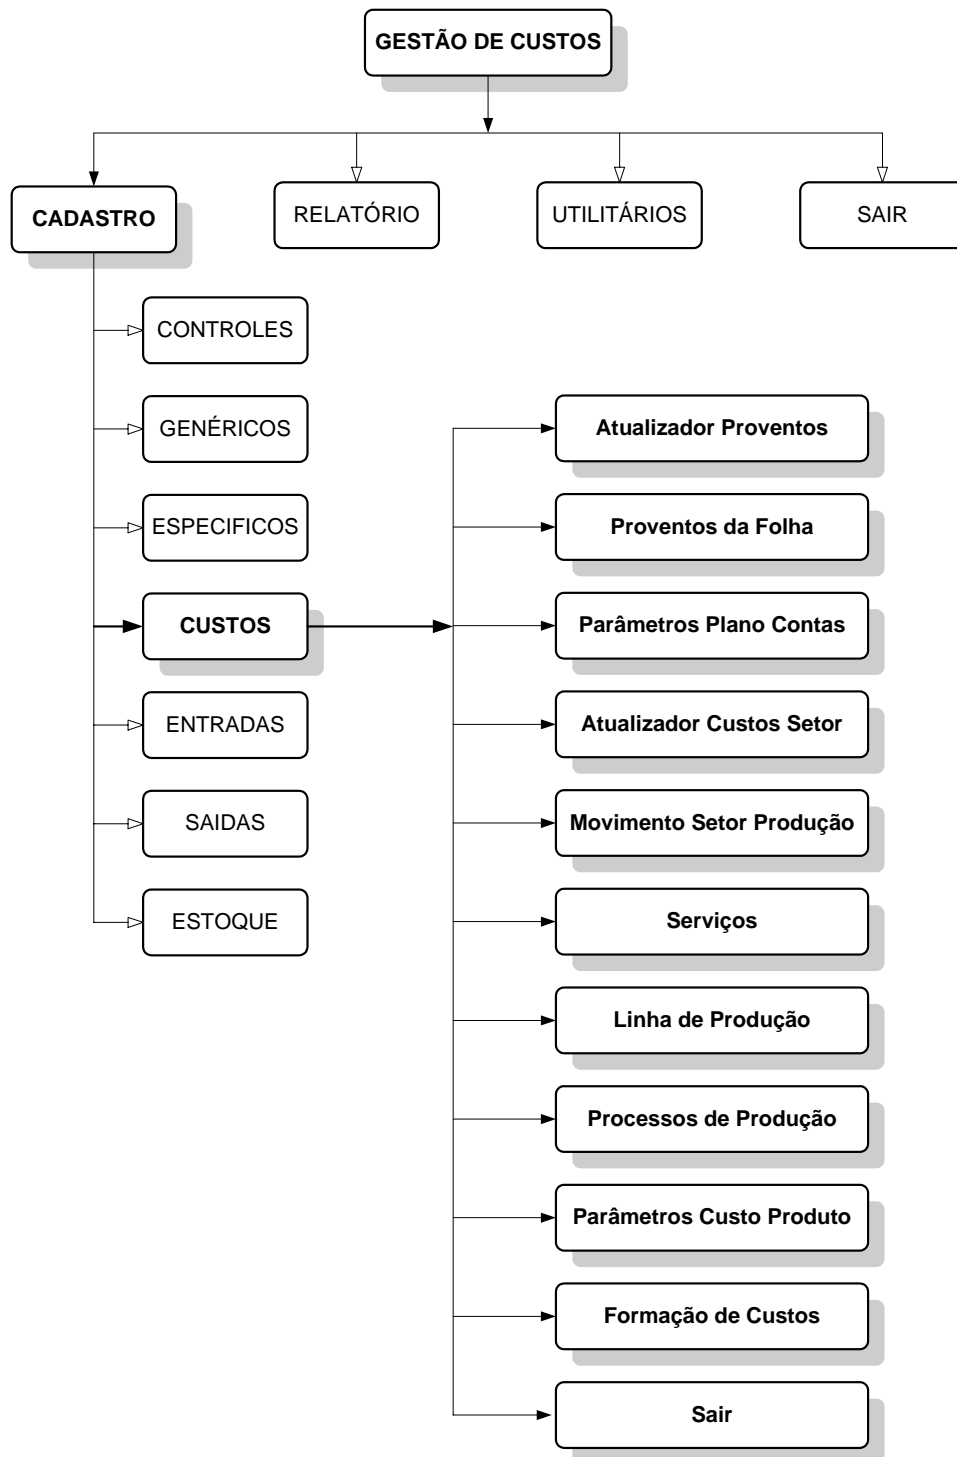 GESTÃO DE CUSTOS
CADASTRO
RELATÓRIO
UTILITÁRIOS
SAIR
CONTROLES
GENÉRICOS
ESPECIFICOS
CUSTOS
ENTRADAS
SAIDAS
ESTOQUE
Atualizador Proventos
Proventos da Folha
Parâmetros Plano Contas
Atualizador Custos Setor
Movimento Setor Produção
Serviços
Linha de Produção
Processos de Produção
Parâmetros Custo Produto
Formação de Custos
Sair